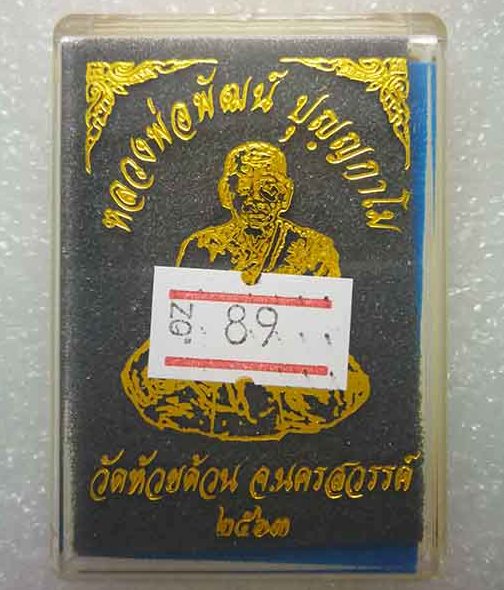 หลวงพ่อพัฒน์ ปุญฺญกาโม
NO. 89
วัดห้วยด้วน จ.นครสวรรค์
๒๕๖๓